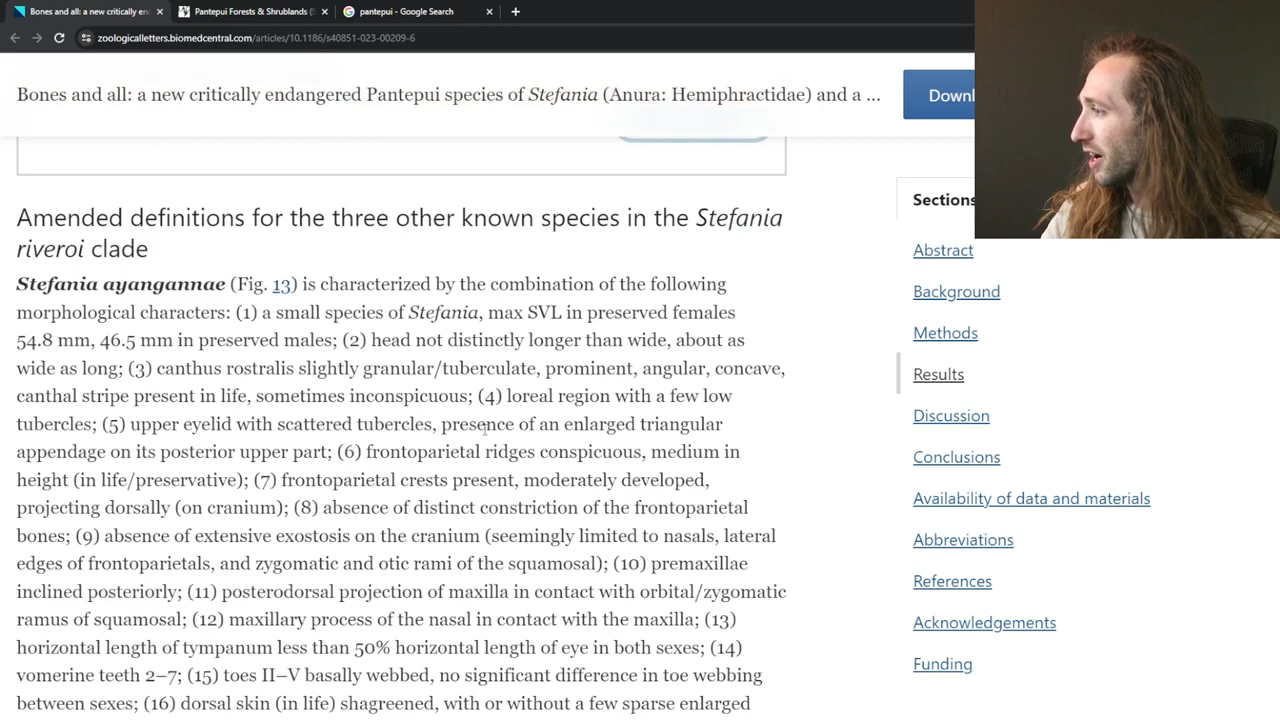 Bones and all: a new critically en
Pantepui Forests & Shrublands (
pantepui - Google Search
zoologicalletters.biomedcentral.com/articles/10.1186/s40851-023-00209-6
Bones and all: a new critically endangered Pantepui species of Stefania (Anura: Hemiphractidae) and a ...
Downl
Amended definitions for the three other known species in the Stefania
riveroi clade
Stefania ayangannae (Fig. 13) is characterized by the combination of the following
morphological characters: (1) a small species of Stefania, max SVL in preserved females
54.8 mm, 46.5 mm in preserved males; (2) head not distinctly longer than wide, about as
wide as long; (3) canthus rostralis slightly granular/tuberculate, prominent, angular, concave,
canthal stripe present in life, sometimes inconspicuous; (4) loreal region with a few low
tubercles; (5) upper eyelid with scattered tubercles, presence of an enlarged triangular
appendage on its posterior upper part; (6) frontoparietal ridges conspicuous, medium in
height (in life/preservative); (7) frontoparietal crests present, moderately developed,
projecting dorsally (on cranium); (8) absence of distinct constriction of the frontoparietal
bones; (9) absence of extensive exostosis on the cranium (seemingly limited to nasals, lateral
edges of frontoparietals, and zygomatic and otic rami of the squamosal); (10) premaxillae
inclined posteriorly; (11) posterodorsal projection of maxilla in contact with orbital/zygomatic
ramus of squamosal; (12) maxillary process of the nasal in contact with the maxilla; (13)
horizontal length of tympanum less than 50% horizontal length of eye in both sexes; (14)
vomerine teeth 2–7; (15) toes II–V basally webbed, no significant difference in toe webbing
between sexes; (16) dorsal skin (in life) shagreened, with or without a few sparse enlarged
Sections
Abstract
Background
Methods
Results
Discussion
Conclusions
Availability of data and materials
Abbreviations
References
Acknowledgements
Funding